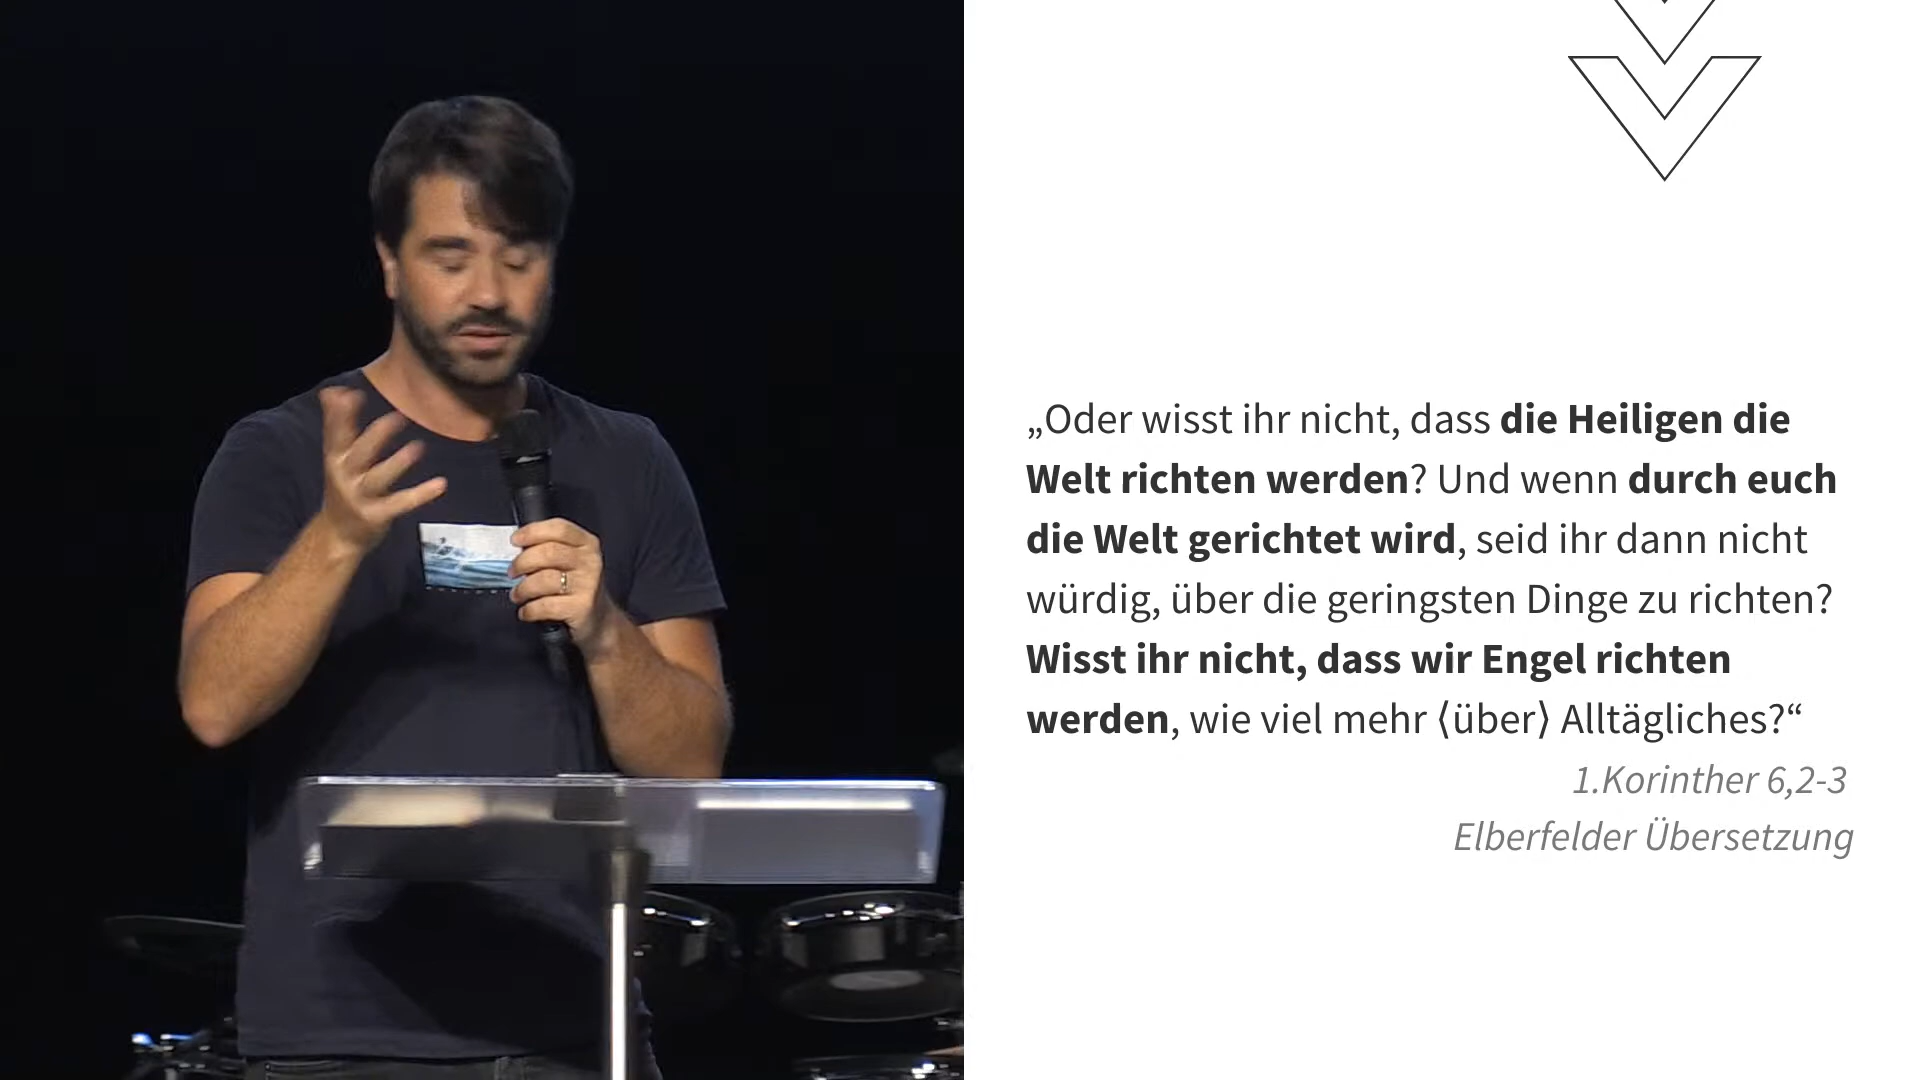 „Oder wisst ihr nicht, dass die Heiligen die
Welt richten werden? Und wenn durch euch
die Welt gerichtet wird, seid ihr dann nicht
würdig, über die geringsten Dinge zu richten?
Wisst ihr nicht, dass wir Engel richten
werden, wie viel mehr ⟨über⟩ Alltägliches?“
1.Korinther 6,2-3
Elberfelder Übersetzung